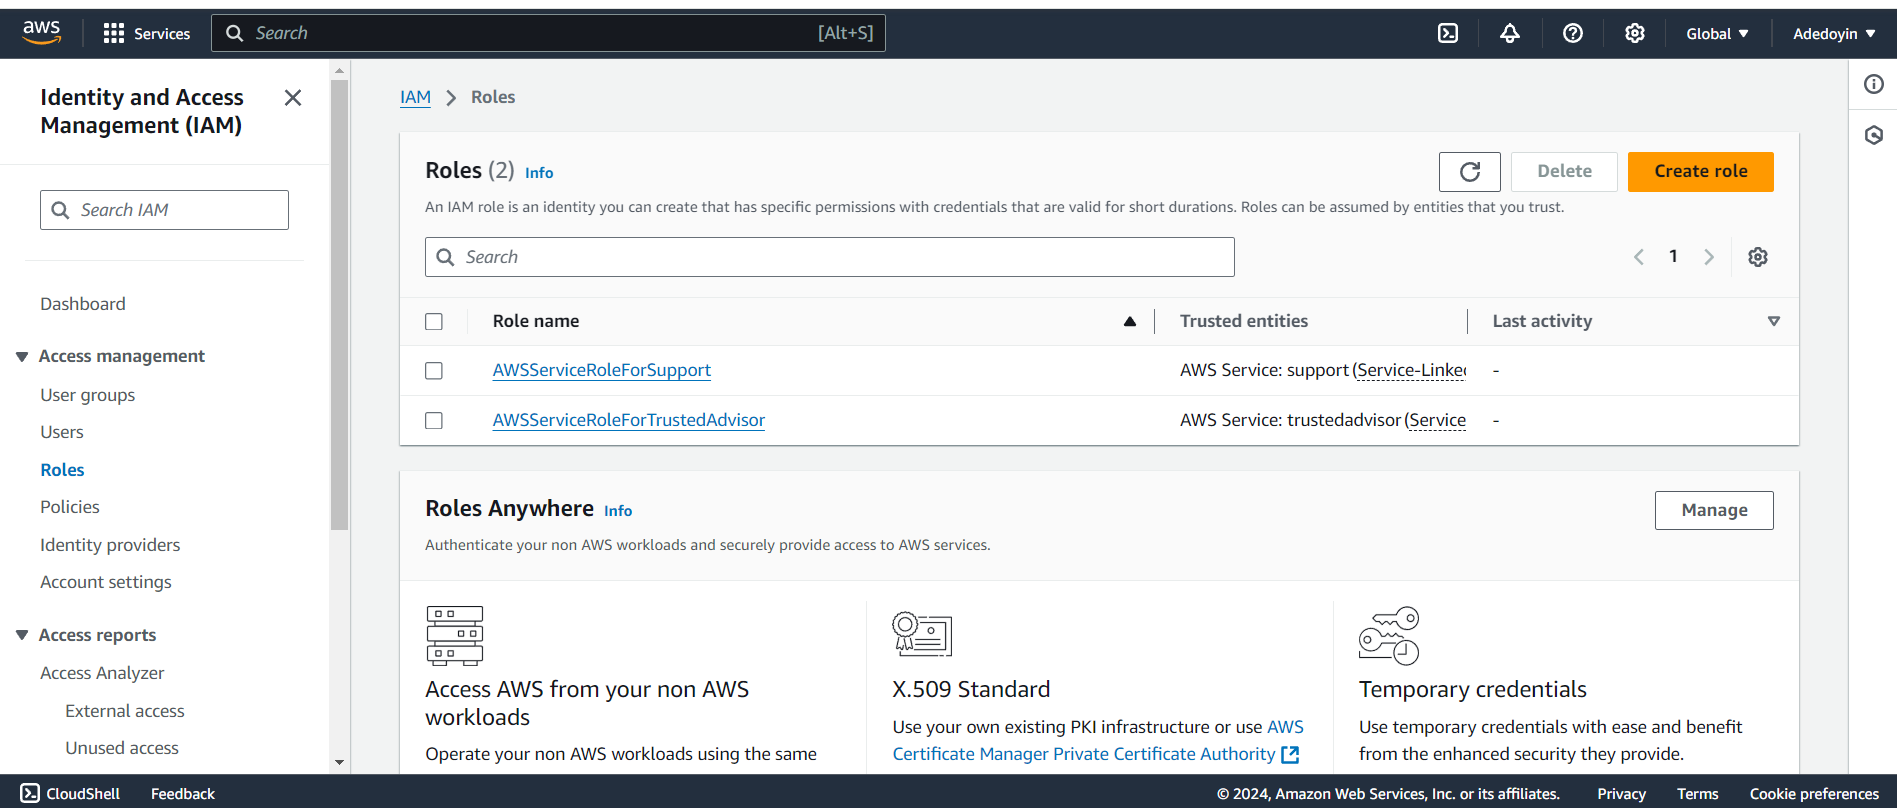 aws
Services
Search
[Alt+S]
Global
Adedoyin
Identity and Access
Management (IAM)
Search IAM
Dashboard
Access management
User groups
Users
Roles
Policies
Identity providers
Account settings
Access reports
Access Analyzer
External access
Unused access
IAM
Roles
Roles (2) Info
Delete
Create role
An IAM role is an identity you can create that has specific permissions with credentials that are valid for short durations. Roles can be assumed by entities that you trust.
Search
1
Role name
Trusted entities
Last activity
AWSServiceRoleForSupport
AWS Service: support (Service-Linked
-
AWSServiceRoleForTrustedAdvisor
AWS Service: trustedadvisor (Service
-
Roles Anywhere Info
Manage
Authenticate your non AWS workloads and securely provide access to AWS services.
Access AWS from your non AWS
workloads
Operate your non AWS workloads using the same
X.509 Standard
Use your own existing PKI infrastructure or use AWS
Certificate Manager Private Certificate Authority
Temporary credentials
Use temporary credentials with ease and benefit
from the enhanced security they provide.
CloudShell
Feedback
© 2024, Amazon Web Services, Inc. or its affiliates.
Privacy
Terms
Cookie preferences